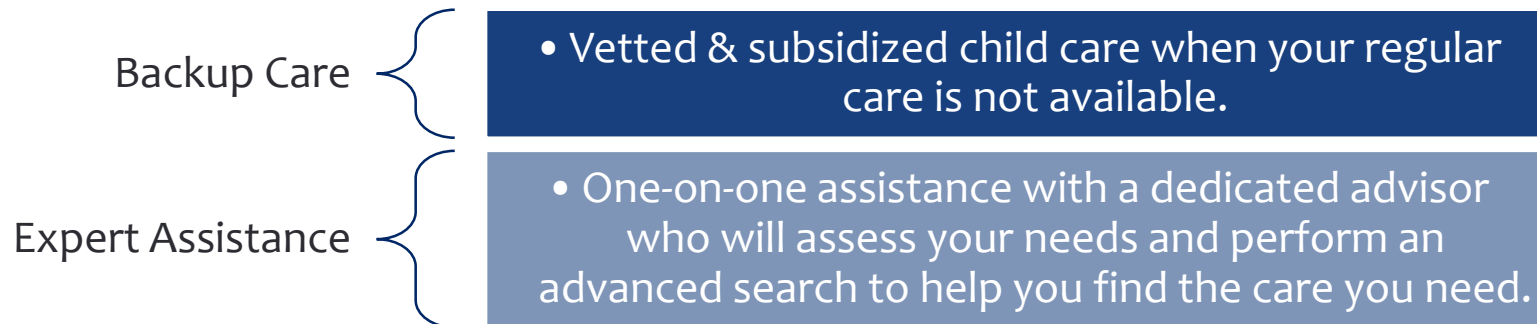 Backup Care
• Vetted & subsidized child care when your regular
care is not available.
Expert Assistance
• One-on-one assistance with a dedicated advisor
who will assess your needs and perform an
advanced search to help you find the care you need.